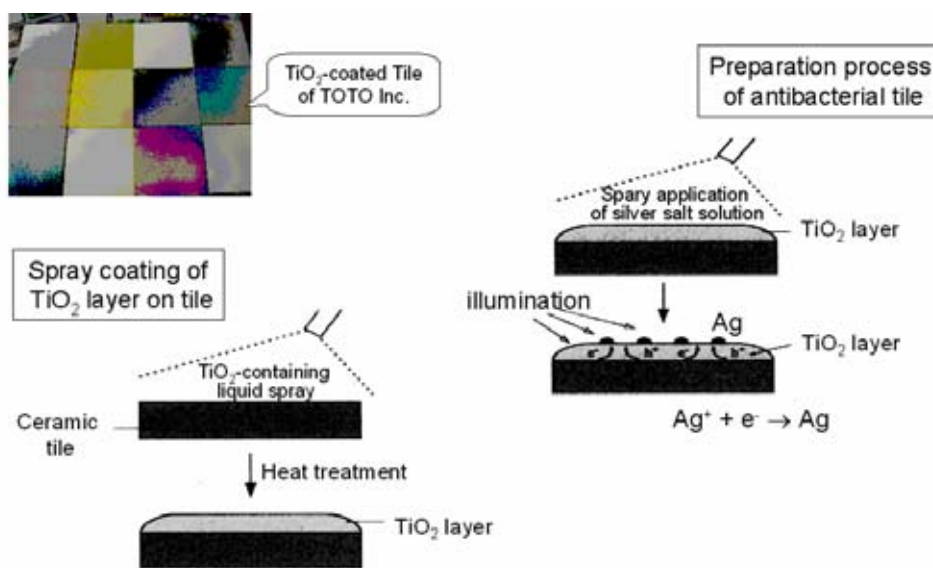 TiO₂-coated Tile
of TOTO Inc.
Spray coating of
TiO₂ layer on tile
TiO₂-containing
liquid spray
Ceramic
tile
Heat treatment
TiO₂ layer
Preparation process
of antibacterial tile
Spary application
of silver salt solution
TiO₂ layer
illumination
Ag
TiO₂ layer
e⁻ h⁺ e⁻ h⁺
Ag⁺ + e⁻ → Ag